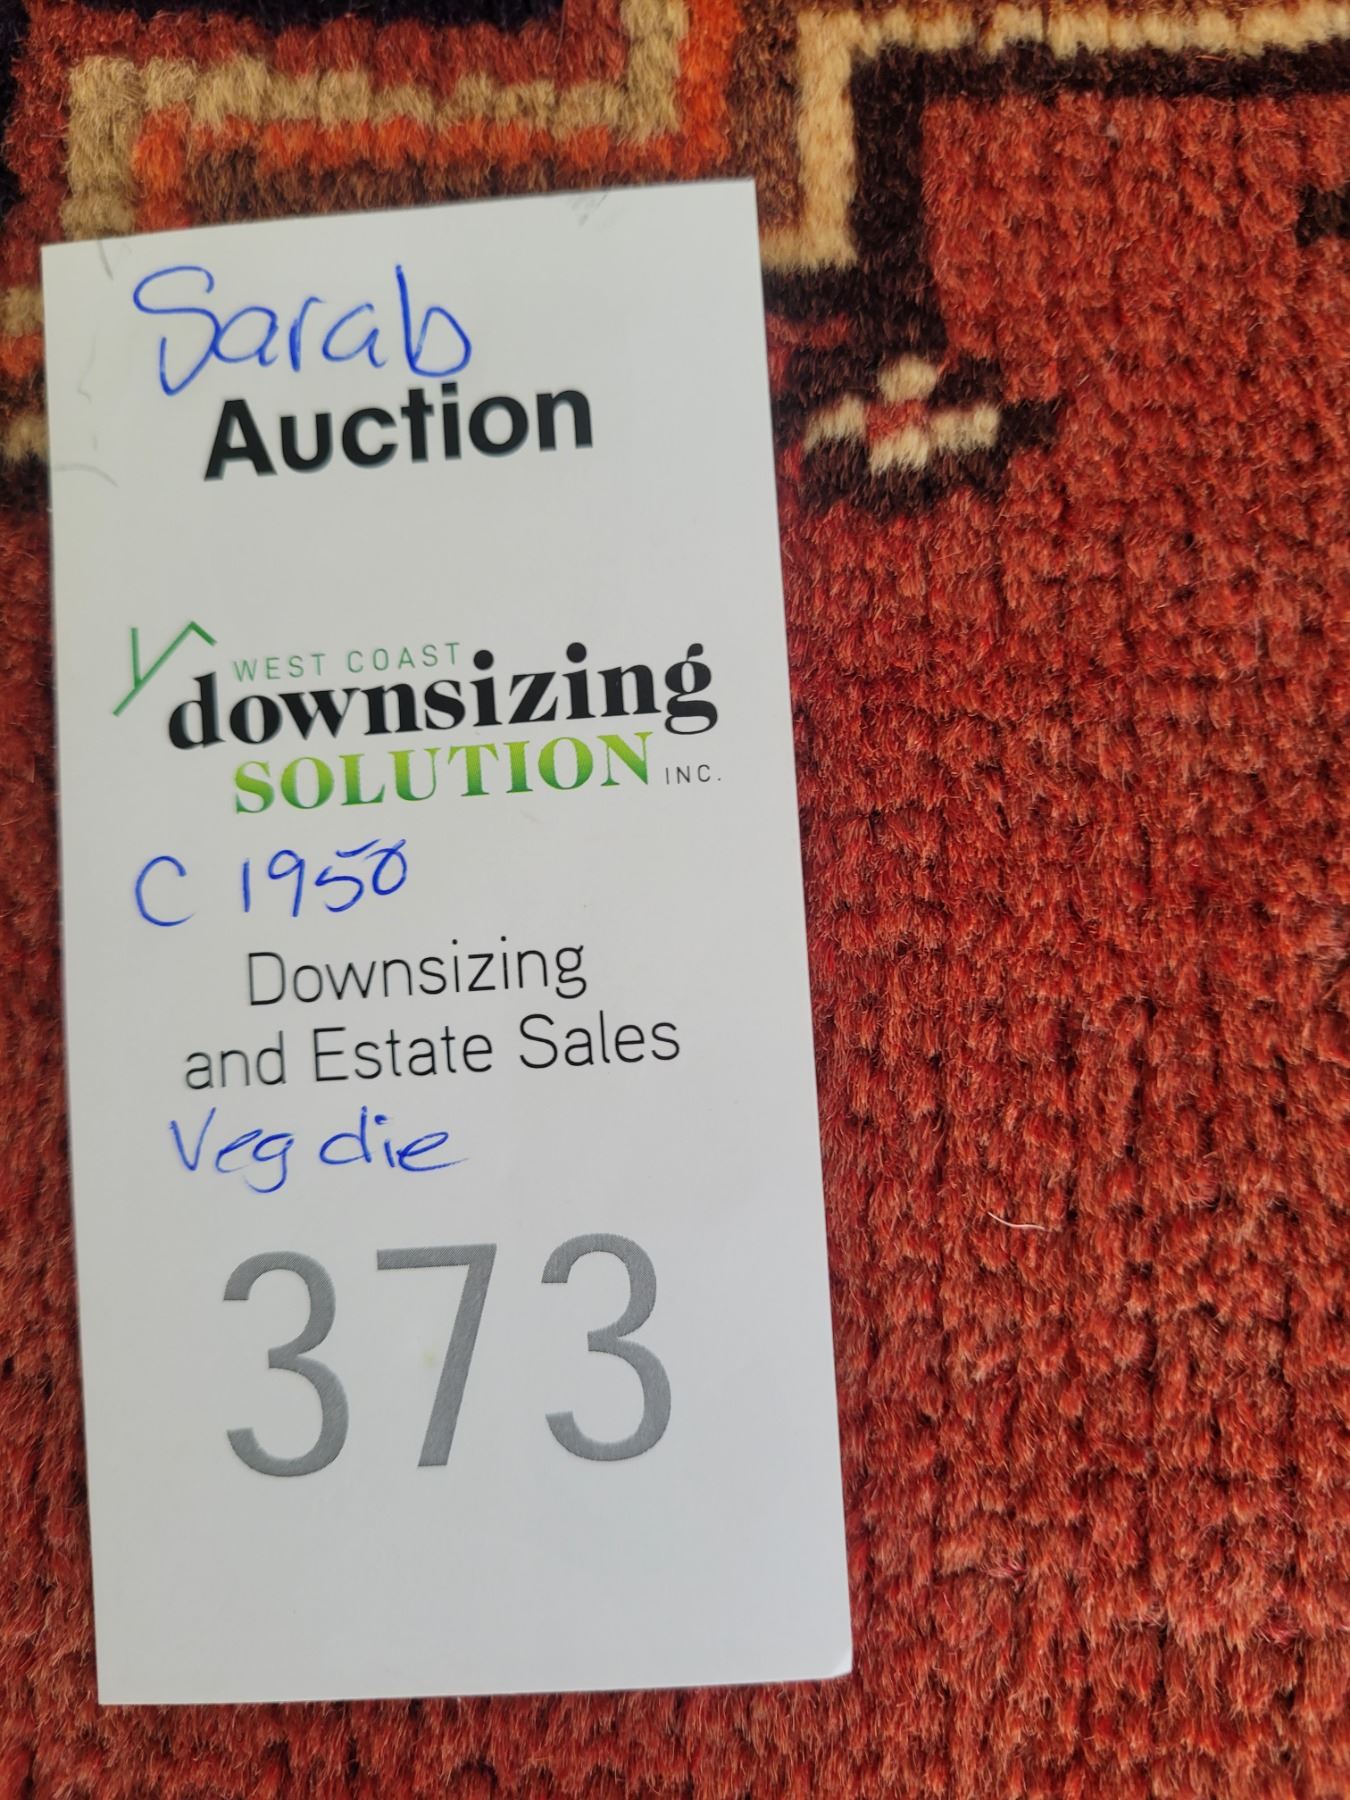 Sarab
Auction
WEST COAST
downsizing
SOLUTION INC.
C 1950
Downsizing
and Estate Sales
Veg die
373